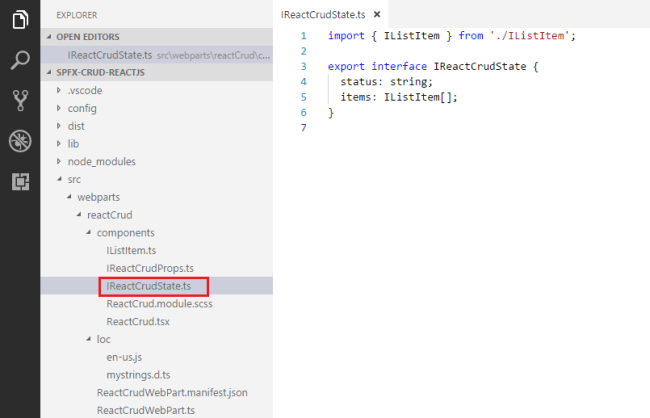 EXPLORER
OPEN EDITORS
IReactCrudState.ts src\webparts\reactCrud\c...
SPFX-CRUD-REACTJS
.vscode
config
dist
lib
node_modules
src
webparts
reactCrud
components
IListItem.ts
IReactCrudProps.ts
IReactCrudState.ts
ReactCrud.module.scss
ReactCrud.tsx
loc
en-us.js
mystrings.d.ts
ReactCrudWebPart.manifest.json
ReactCrudWebPart.ts
IReactCrudState.ts ×
1 import { IListItem } from './IListItem';
2
3 export interface IReactCrudState {
4 status: string;
5 items: IListItem[];
6 }
7